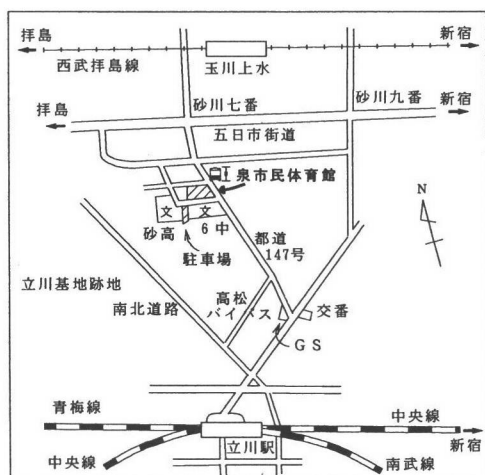 拝島
新宿
西武拝島線
玉川上水
砂川七番
砂川九番
拝島
新宿
五日市街道
泉市民体育館
文
文
砂高
6中
都道
147号
駐車場
N
立川基地跡地
南北道路
高松
バイパス
交番
GS
青梅線
中央線
新宿
立川駅
中央線
南武線